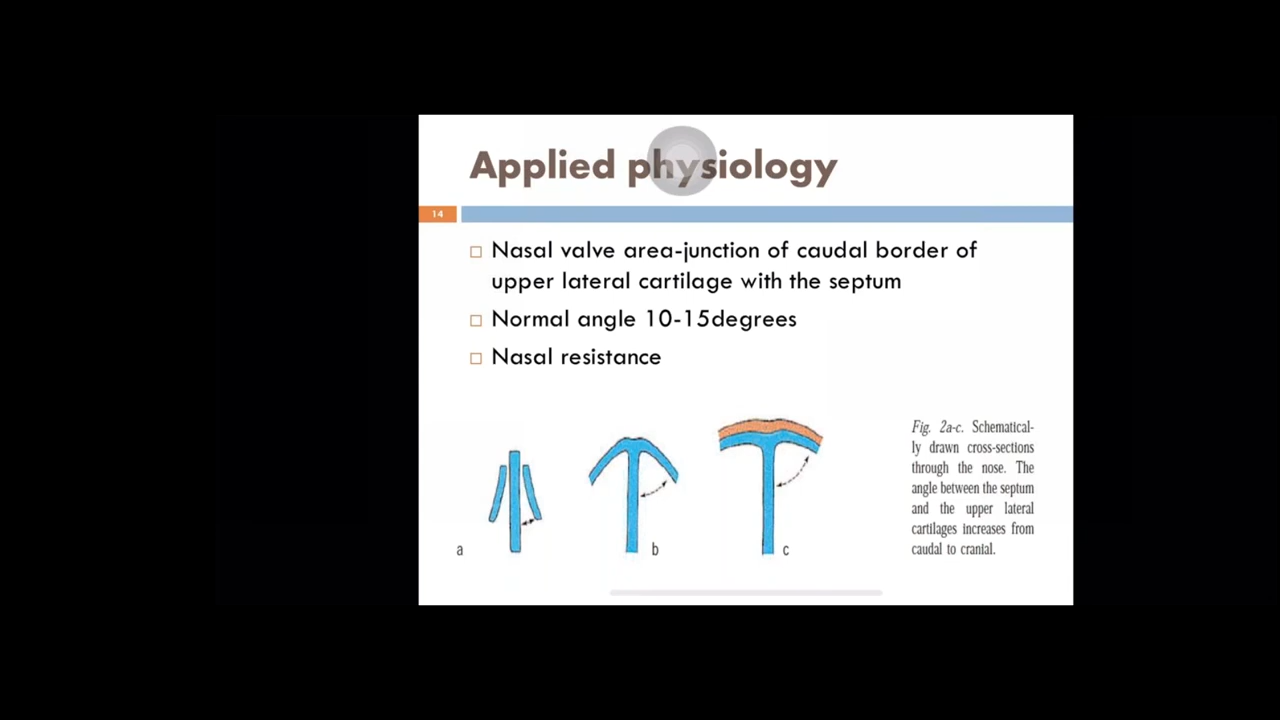 Applied physiology
14
Nasal valve area-junction of caudal border of
upper lateral cartilage with the septum
Normal angle 10-15degrees
Nasal resistance
a
b
c
Fig. 2a-c. Schematical-
ly drawn cross-sections
through the nose. The
angle between the septum
and the upper lateral
cartilages increases from
caudal to cranial.